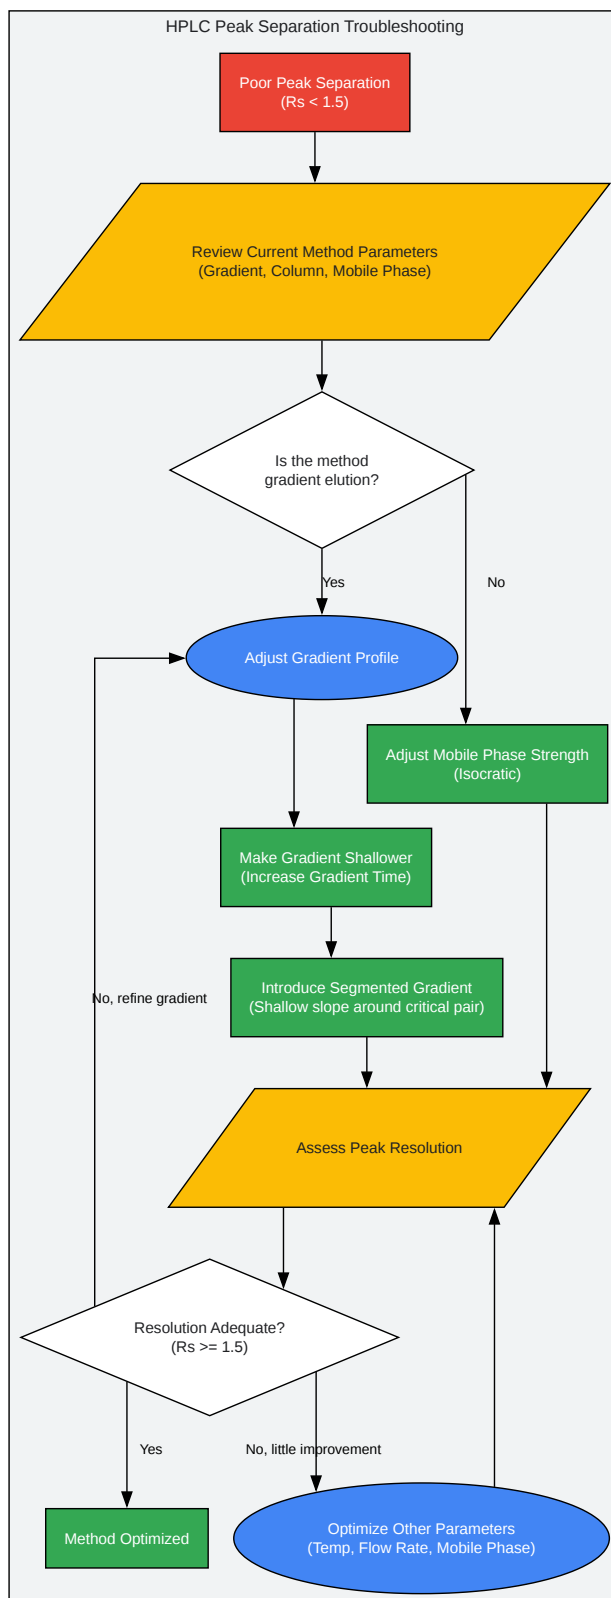 HPLC Peak Separation Troubleshooting
Poor Peak Separation
(Rs < 1.5)
Review Current Method Parameters
(Gradient, Column, Mobile Phase)
Is the method
gradient elution?
Yes
No
Adjust Gradient Profile
Adjust Mobile Phase Strength
(Isocratic)
Make Gradient Shallower
(Increase Gradient Time)
Introduce Segmented Gradient
(Shallow slope around critical pair)
No, refine gradient
Assess Peak Resolution
Resolution Adequate?
(Rs >= 1.5)
Yes
No, little improvement
Method Optimized
Optimize Other Parameters
(Temp, Flow Rate, Mobile Phase)